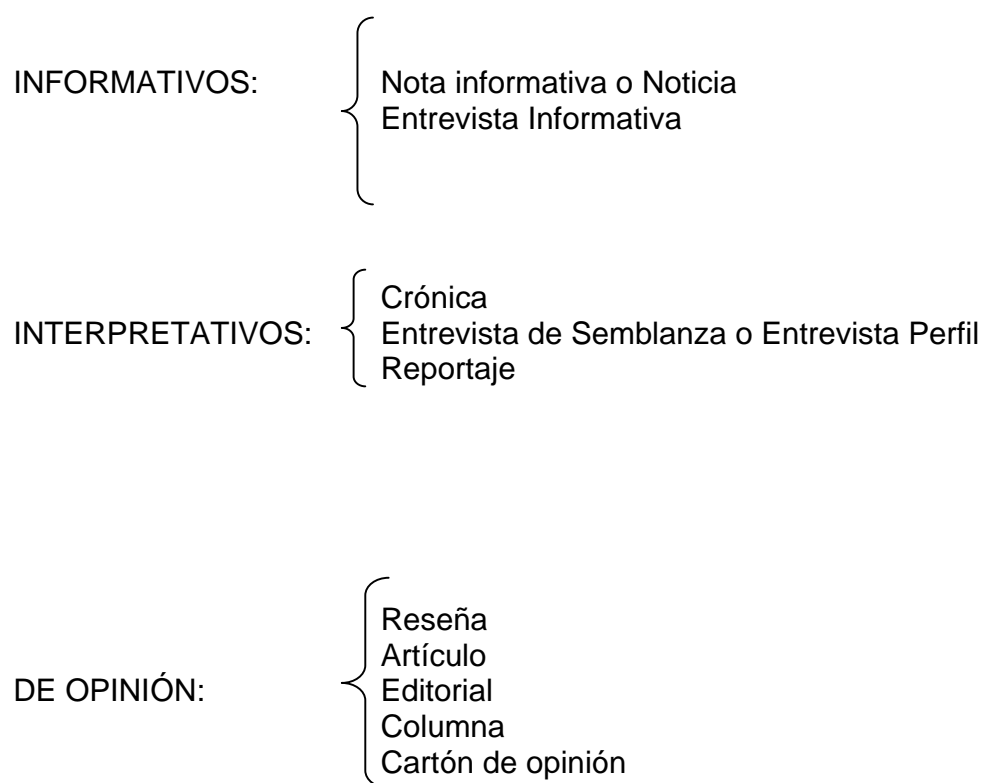 INFORMATIVOS: Nota informativa o Noticia
Entrevista Informativa
Crónica
INTERPRETATIVOS: Entrevista de Semblanza o Entrevista Perfil
Reportaje
Reseña
Artículo
DE OPINIÓN: Editorial
Columna
Cartón de opinión